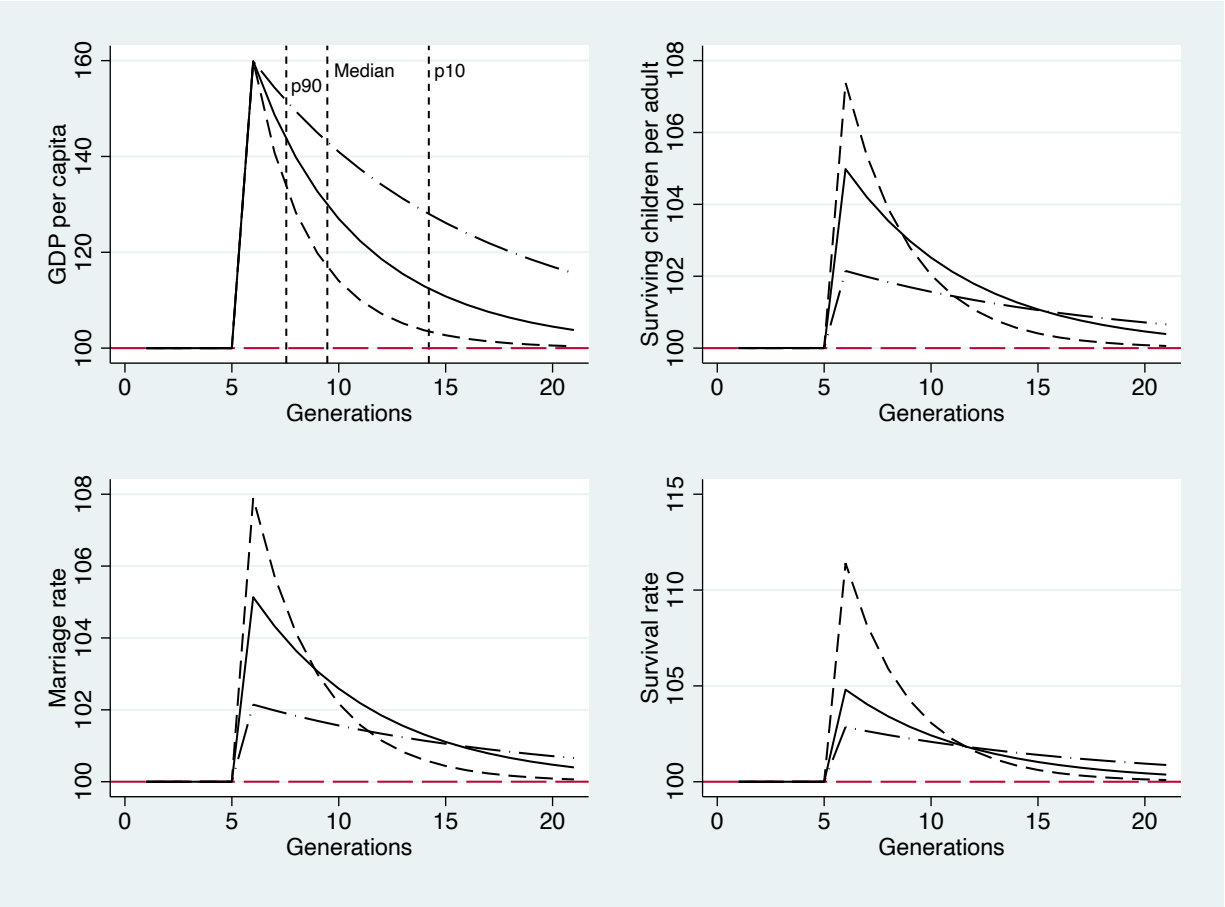 GDP per capita
100 120 140 160
p90
Median
p10
0 5 10 15 20
Generations
Surviving children per adult
100 102 104 106 108
0 5 10 15 20
Generations
Marriage rate
100 102 104 106 108
0 5 10 15 20
Generations
Survival rate
100 105 110 115
0 5 10 15 20
Generations